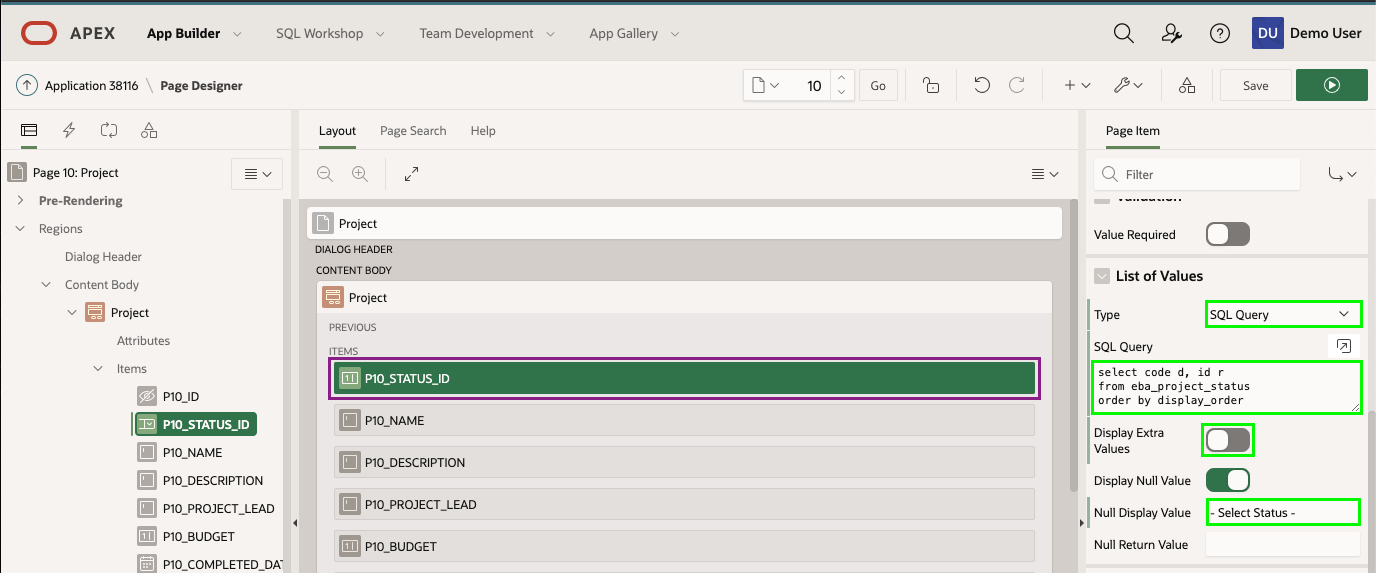 APEX App Builder SQL Workshop Team Development App Gallery DU Demo User
Application 38116 \ Page Designer 10 Go Save
Layout Page Search Help Page Item
Page 10: Project
Filter
Pre-Rendering
Regions
Dialog Header
Content Body
Project
Attributes
Items
P10_ID
P10_STATUS_ID
P10_NAME
P10_DESCRIPTION
P10_PROJECT_LEAD
P10_BUDGET
P10_COMPLETED_DAT
Project
DIALOG HEADER
CONTENT BODY
Project
PREVIOUS
ITEMS
P10_STATUS_ID
P10_NAME
P10_DESCRIPTION
P10_PROJECT_LEAD
P10_BUDGET
Validation
Value Required
List of Values
Type SQL Query
SQL Query
select code d, id r
from eba_project_status
order by display_order
Display Extra
Values
Display Null Value
Null Display Value - Select Status -
Null Return Value